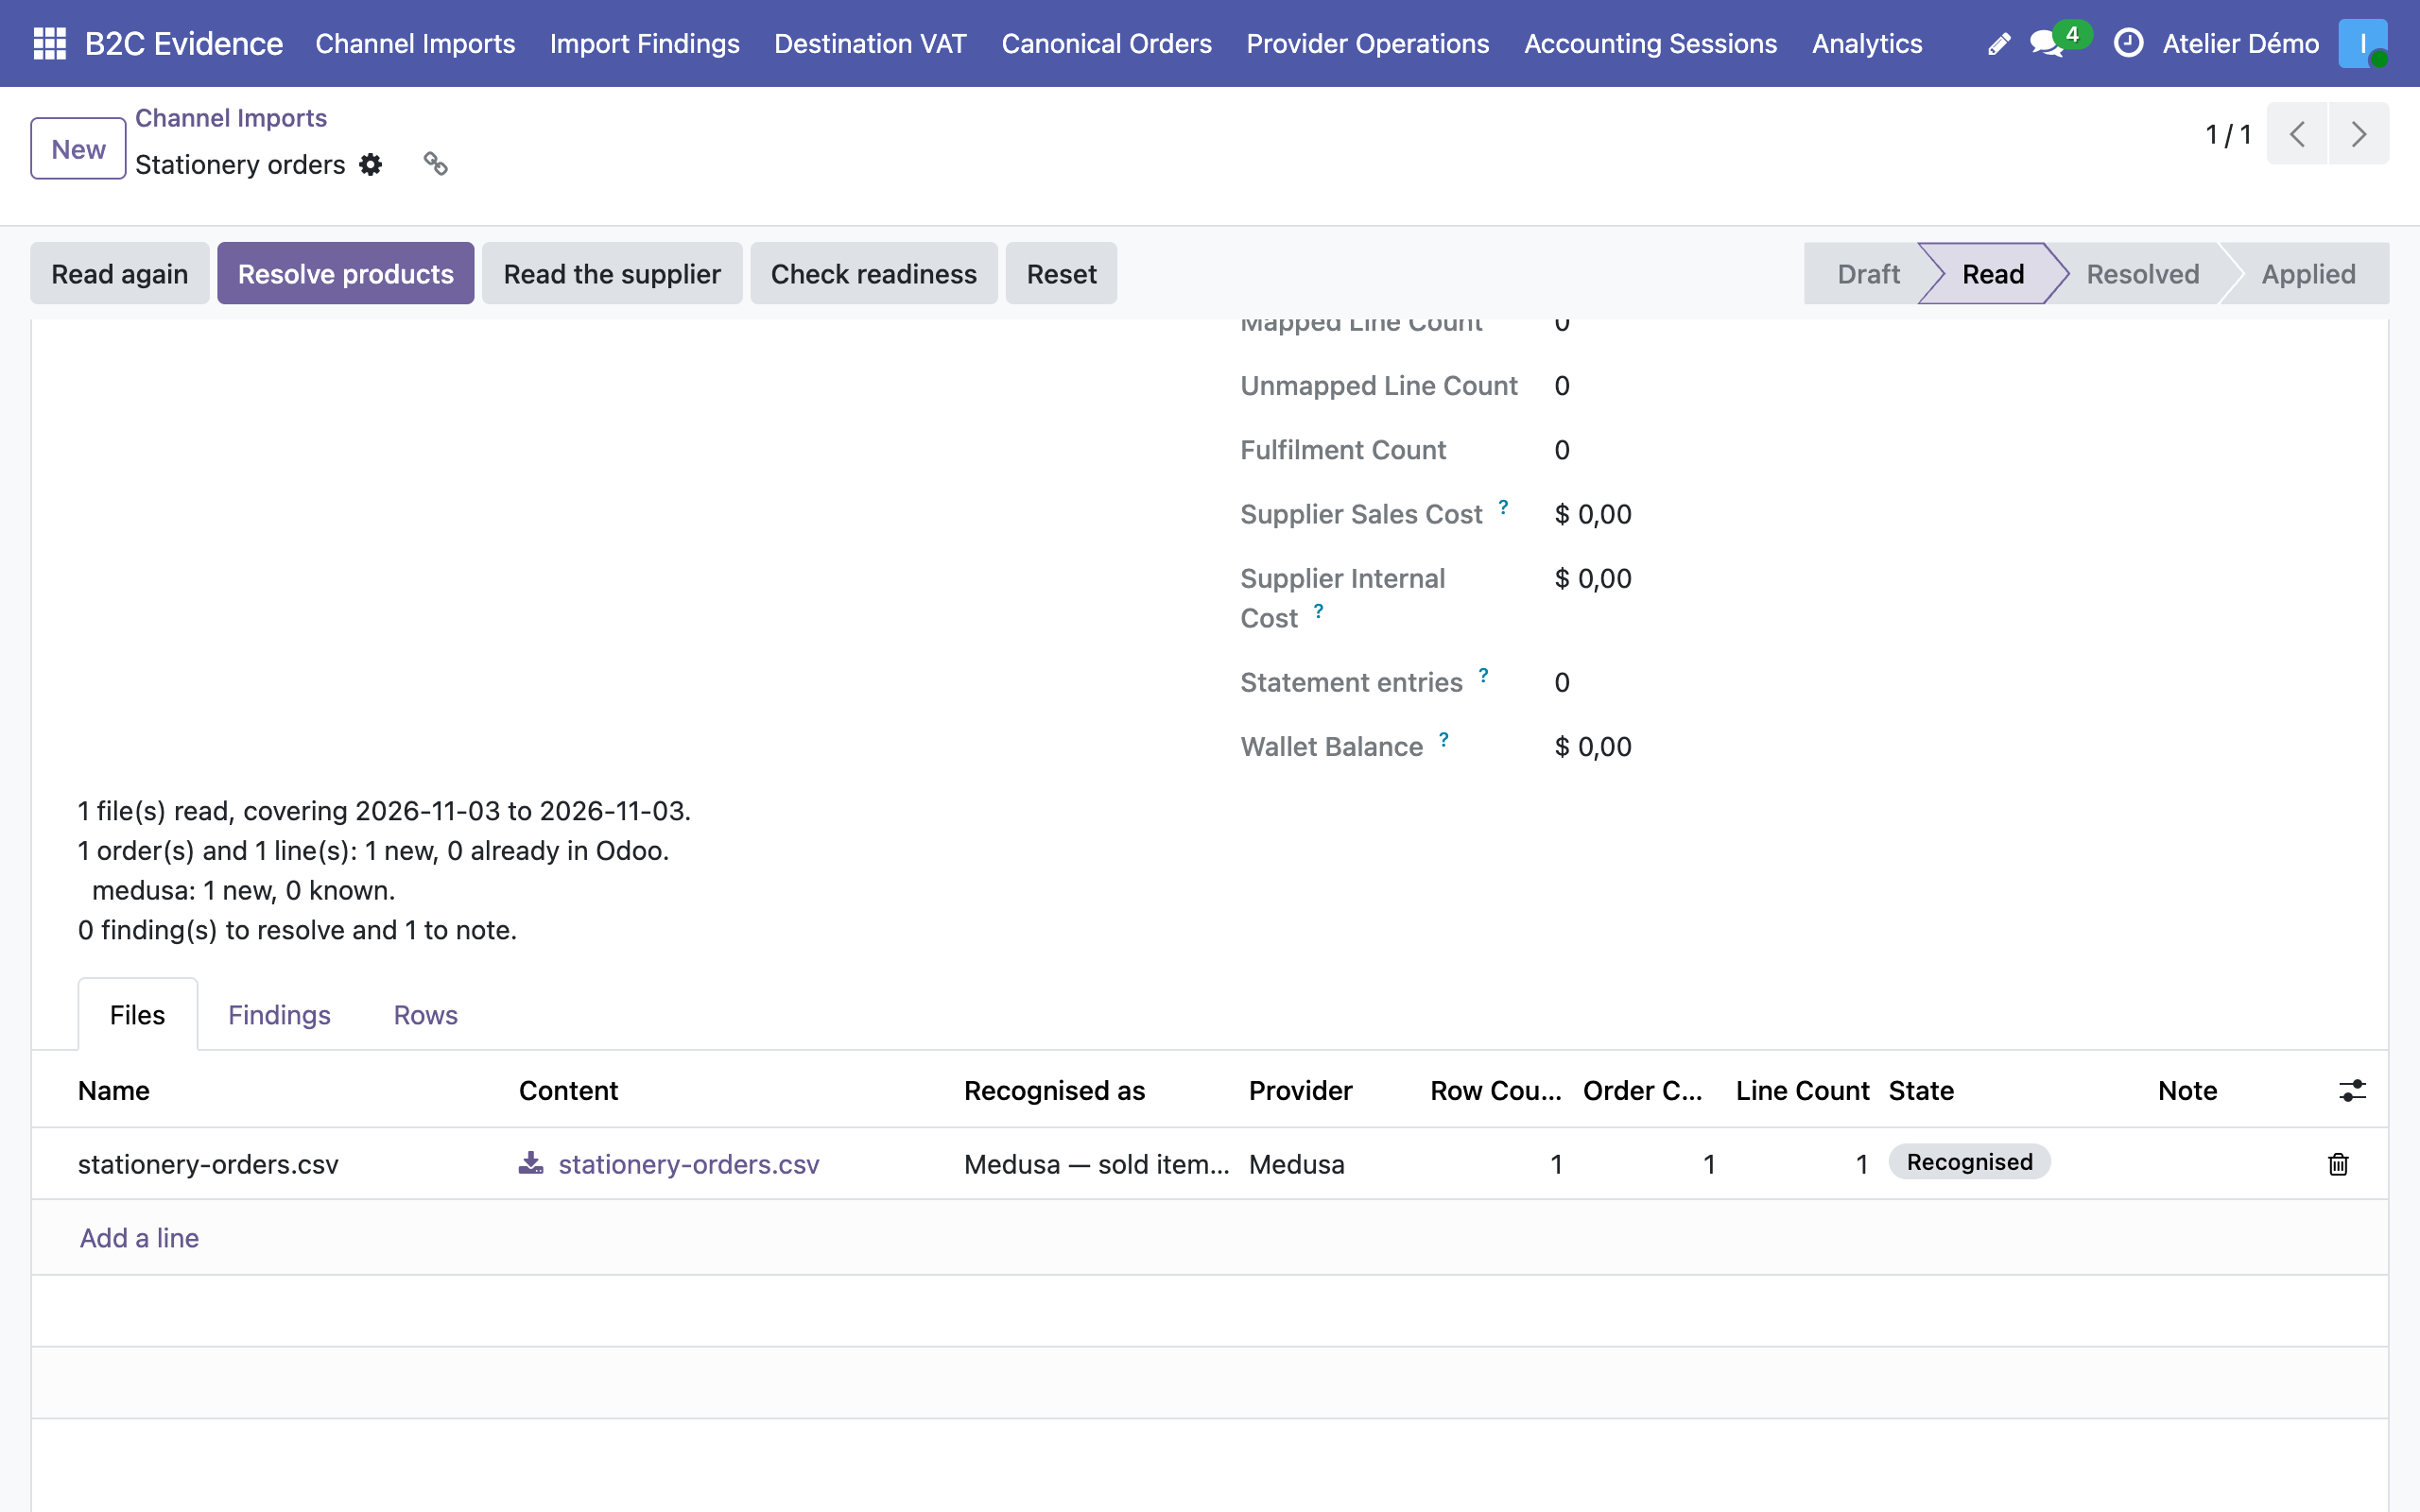 B2C Evidence
Channel Imports
Import Findings
Destination VAT
Canonical Orders
Provider Operations
Accounting Sessions
Analytics
4
Atelier Démo
I
New
Channel Imports
Stationery orders
1 / 1
Read again
Resolve products
Read the supplier
Check readiness
Reset
Draft
Read
Resolved
Applied
Mapped Line Count 0
Unmapped Line Count 0
Fulfilment Count 0
Supplier Sales Cost ? $ 0,00
Supplier Internal $ 0,00
Cost ?
Statement entries ? 0
Wallet Balance ? $ 0,00
1 file(s) read, covering 2026-11-03 to 2026-11-03.
1 order(s) and 1 line(s): 1 new, 0 already in Odoo.
medusa: 1 new, 0 known.
0 finding(s) to resolve and 1 to note.
Files
Findings
Rows
Name Content Recognised as Provider Row Cou... Order C... Line Count State Note
stationery-orders.csv stationery-orders.csv Medusa — sold item... Medusa 1 1 1 Recognised
Add a line